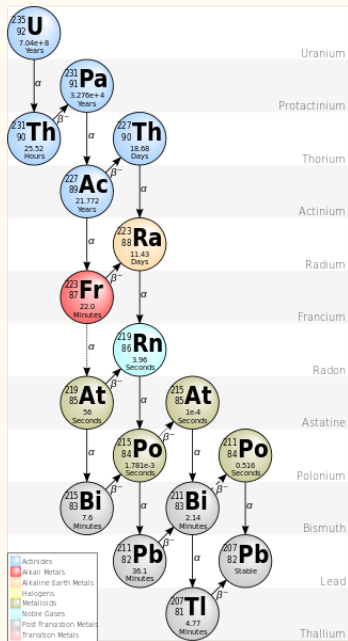 235
92
U
7.04e+8
Years
Uranium
α
231
91
Pa
3.276e+4
Years
Protactinium
β⁻
α
231
90
Th
25.52
Hours
227
90
Th
18.68
Days
Thorium
β⁻
α
227
89
Ac
21.772
Years
Actinium
α
223
88
Ra
11.43
Days
Radium
β⁻
α
223
87
Fr
22.0
Minutes
Francium
α
219
86
Rn
3.96
Seconds
Radon
β⁻
α
219
85
At
56
Seconds
215
85
At
1e-4
Seconds
Astatine
α
β⁻
α
215
84
Po
1.781e-3
Seconds
211
84
Po
0.516
Seconds
Polonium
β⁻
α
β⁻
α
215
83
Bi
7.6
Minutes
211
83
Bi
2.14
Minutes
Bismuth
β⁻
α
211
82
Pb
36.1
Minutes
207
82
Pb
Stable
Lead
β⁻
207
81
Tl
4.77
Minutes
Thallium
Actinides
Alkali Metals
Alkaline Earth Metals
Halogens
Metalloids
Noble Gases
Post Transition Metals
Transition Metals